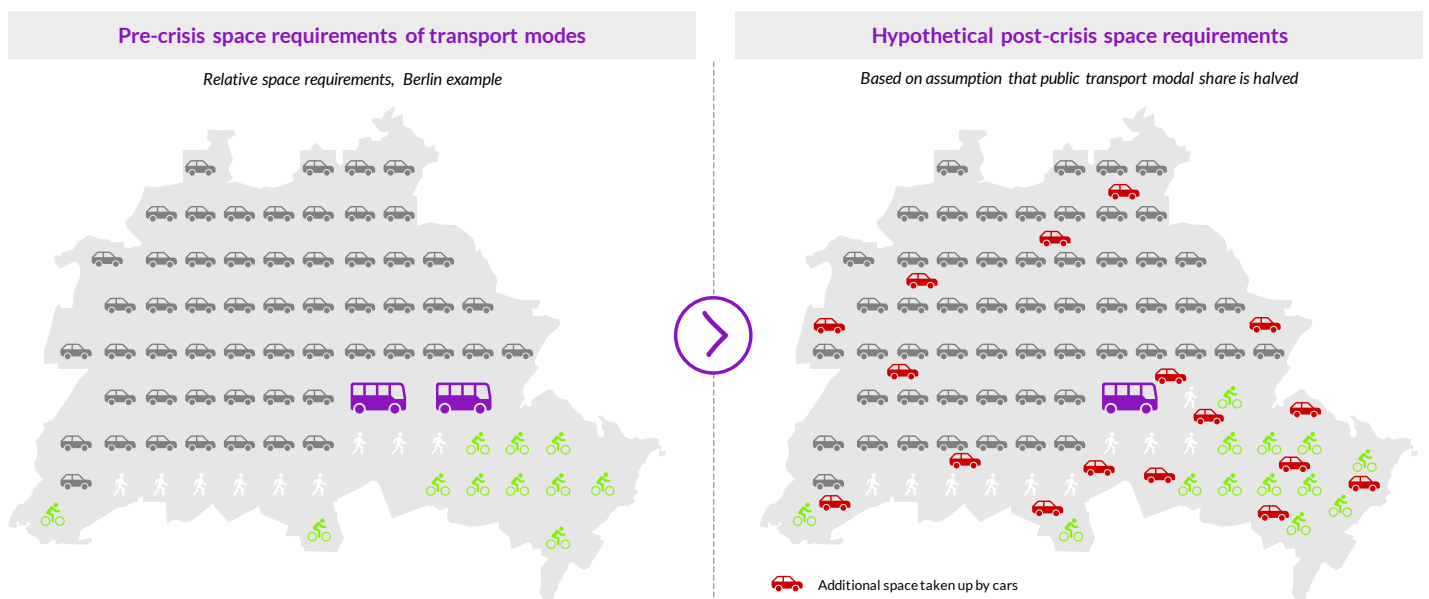 Pre-crisis space requirements of transport modes
Relative space requirements, Berlin example
Hypothetical post-crisis space requirements
Based on assumption that public transport modal share is halved
Additional space taken up by cars